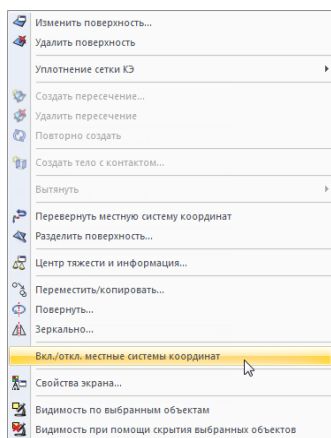 Изменить поверхность...
Удалить поверхность
Уплотнение сетки КЭ
Создать пересечение...
Удалить пересечение
Повторно создать
Создать тело с контактом...
Вытянуть
Перевернуть местную систему координат
Разделить поверхность...
Центр тяжести и информация...
Переместить/копировать...
Повернуть...
Зеркально...
Вкл./откл. местные системы координат
Свойства экрана...
Видимость по выбранным объектам
Видимость при помощи скрытия выбранных объектов